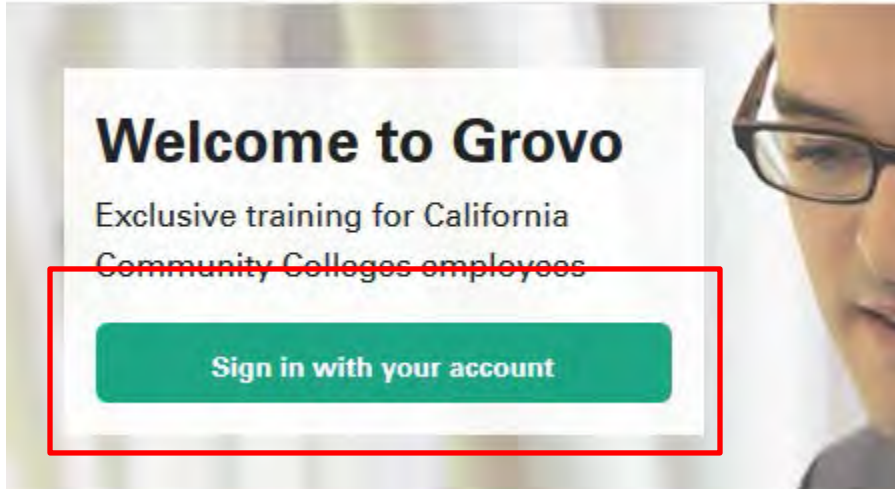 Welcome to Grovo
Exclusive training for California
Community Colleges employees
Sign in with your account